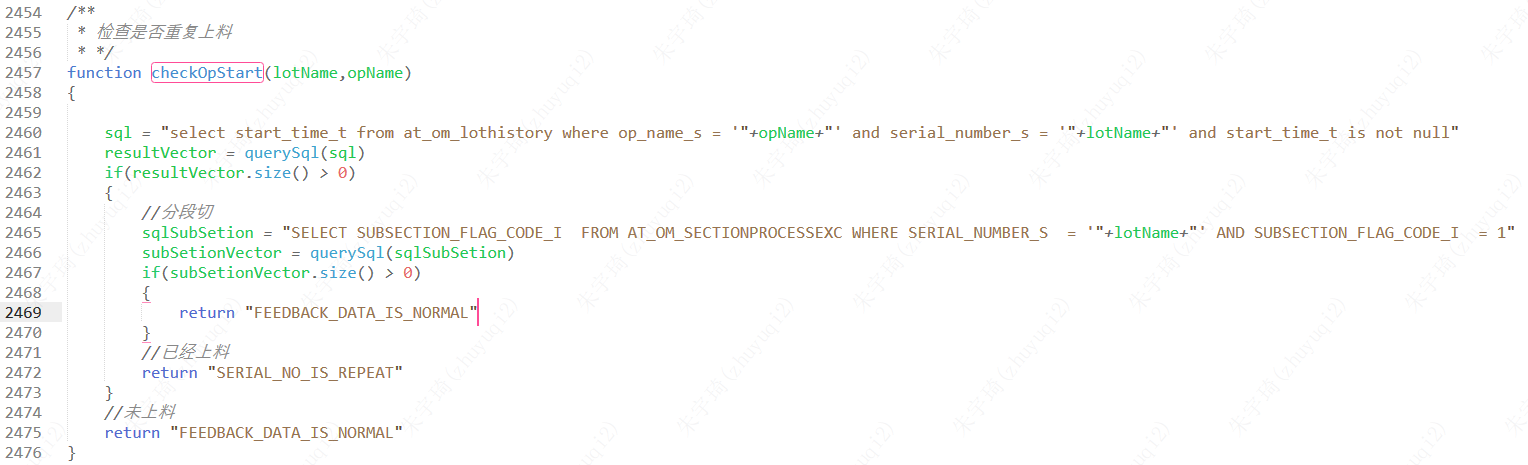 2454 /**
2455  * 检查是否重复上料
2456  * */
2457 function checkOpStart(lotName,opName)
2458 {
2459
2460     sql = "select start_time_t from at_om_lothistory where op_name_s = '"+opName+"' and serial_number_s = '"+lotName+"' and start_time_t is not null"
2461     resultVector = querySql(sql)
2462     if(resultVector.size() > 0)
2463     {
2464         //分段切
2465         sqlSubSetion = "SELECT SUBSECTION_FLAG_CODE_I  FROM AT_OM_SECTIONPROCESSEXC WHERE SERIAL_NUMBER_S  = '"+lotName+"' AND SUBSECTION_FLAG_CODE_I  = 1"
2466         subSetionVector = querySql(sqlSubSetion)
2467         if(subSetionVector.size() > 0)
2468         {
2469             return "FEEDBACK_DATA_IS_NORMAL"
2470         }
2471         //已经上料
2472         return "SERIAL_NO_IS_REPEAT"
2473     }
2474     //未上料
2475     return "FEEDBACK_DATA_IS_NORMAL"
2476 }
朱宇琦(zhuyuqi2)